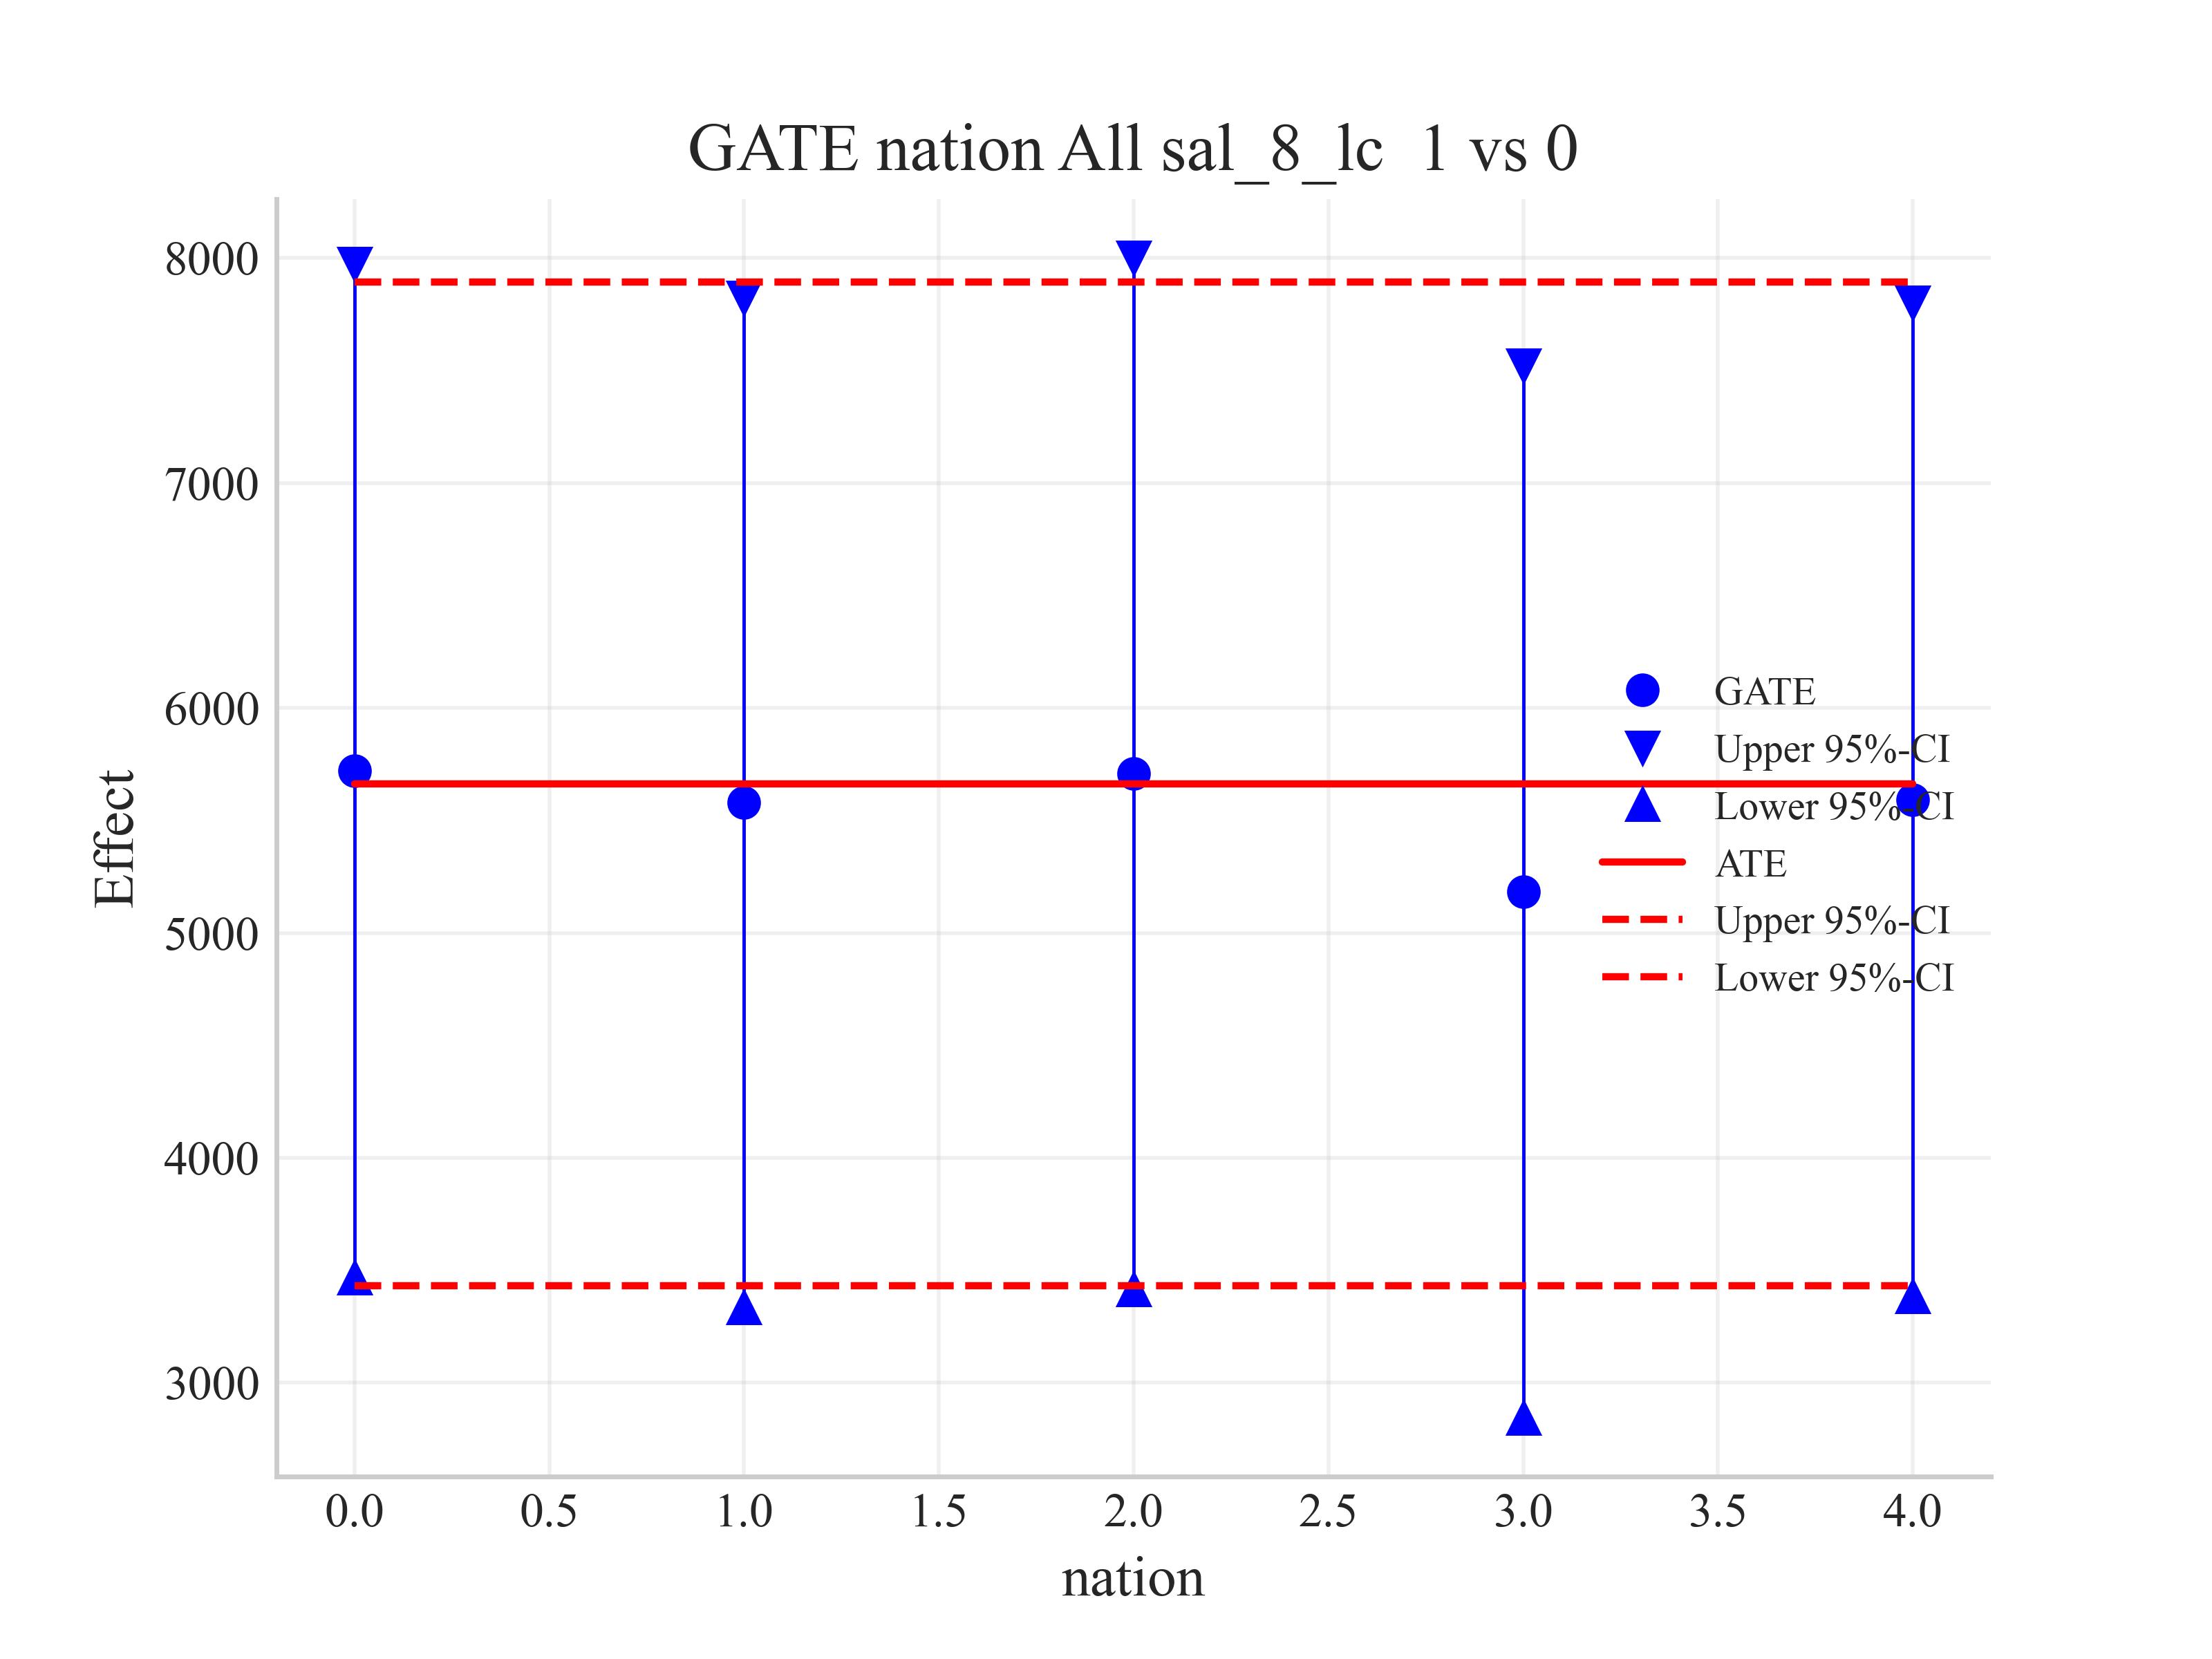 GATE nation All sal_8_lc  1 vs 0
Effect
8000
7000
6000
5000
4000
3000
GATE
Upper 95%-CI
Lower 95%-CI
ATE
Upper 95%-CI
Lower 95%-CI
0.0 0.5 1.0 1.5 2.0 2.5 3.0 3.5 4.0
nation